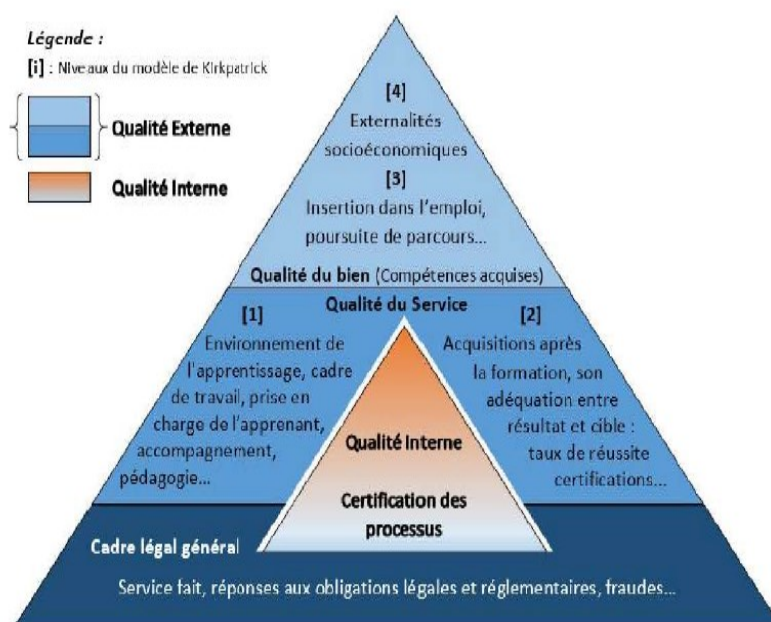 Légende :
[i] : Niveaux du modèle de Kirkpatrick
Qualité Externe
Qualité Interne
[4]
Externalités
socioéconomiques
[3]
Insertion dans l'emploi,
poursuite de parcours...
Qualité du bien (Compétences acquises)
Qualité du Service
[1]
Environnement de
l'apprentissage, cadre
de travail, prise en
charge de l'apprenant,
accompagnement,
pédagogie...
[2]
Acquisitions après
la formation, son
adéquation entre
résultat et cible :
taux de réussite
certifications...
Qualité Interne
Certification des
processus
Cadre légal général
Service fait, réponses aux obligations légales et réglementaires, fraudes...